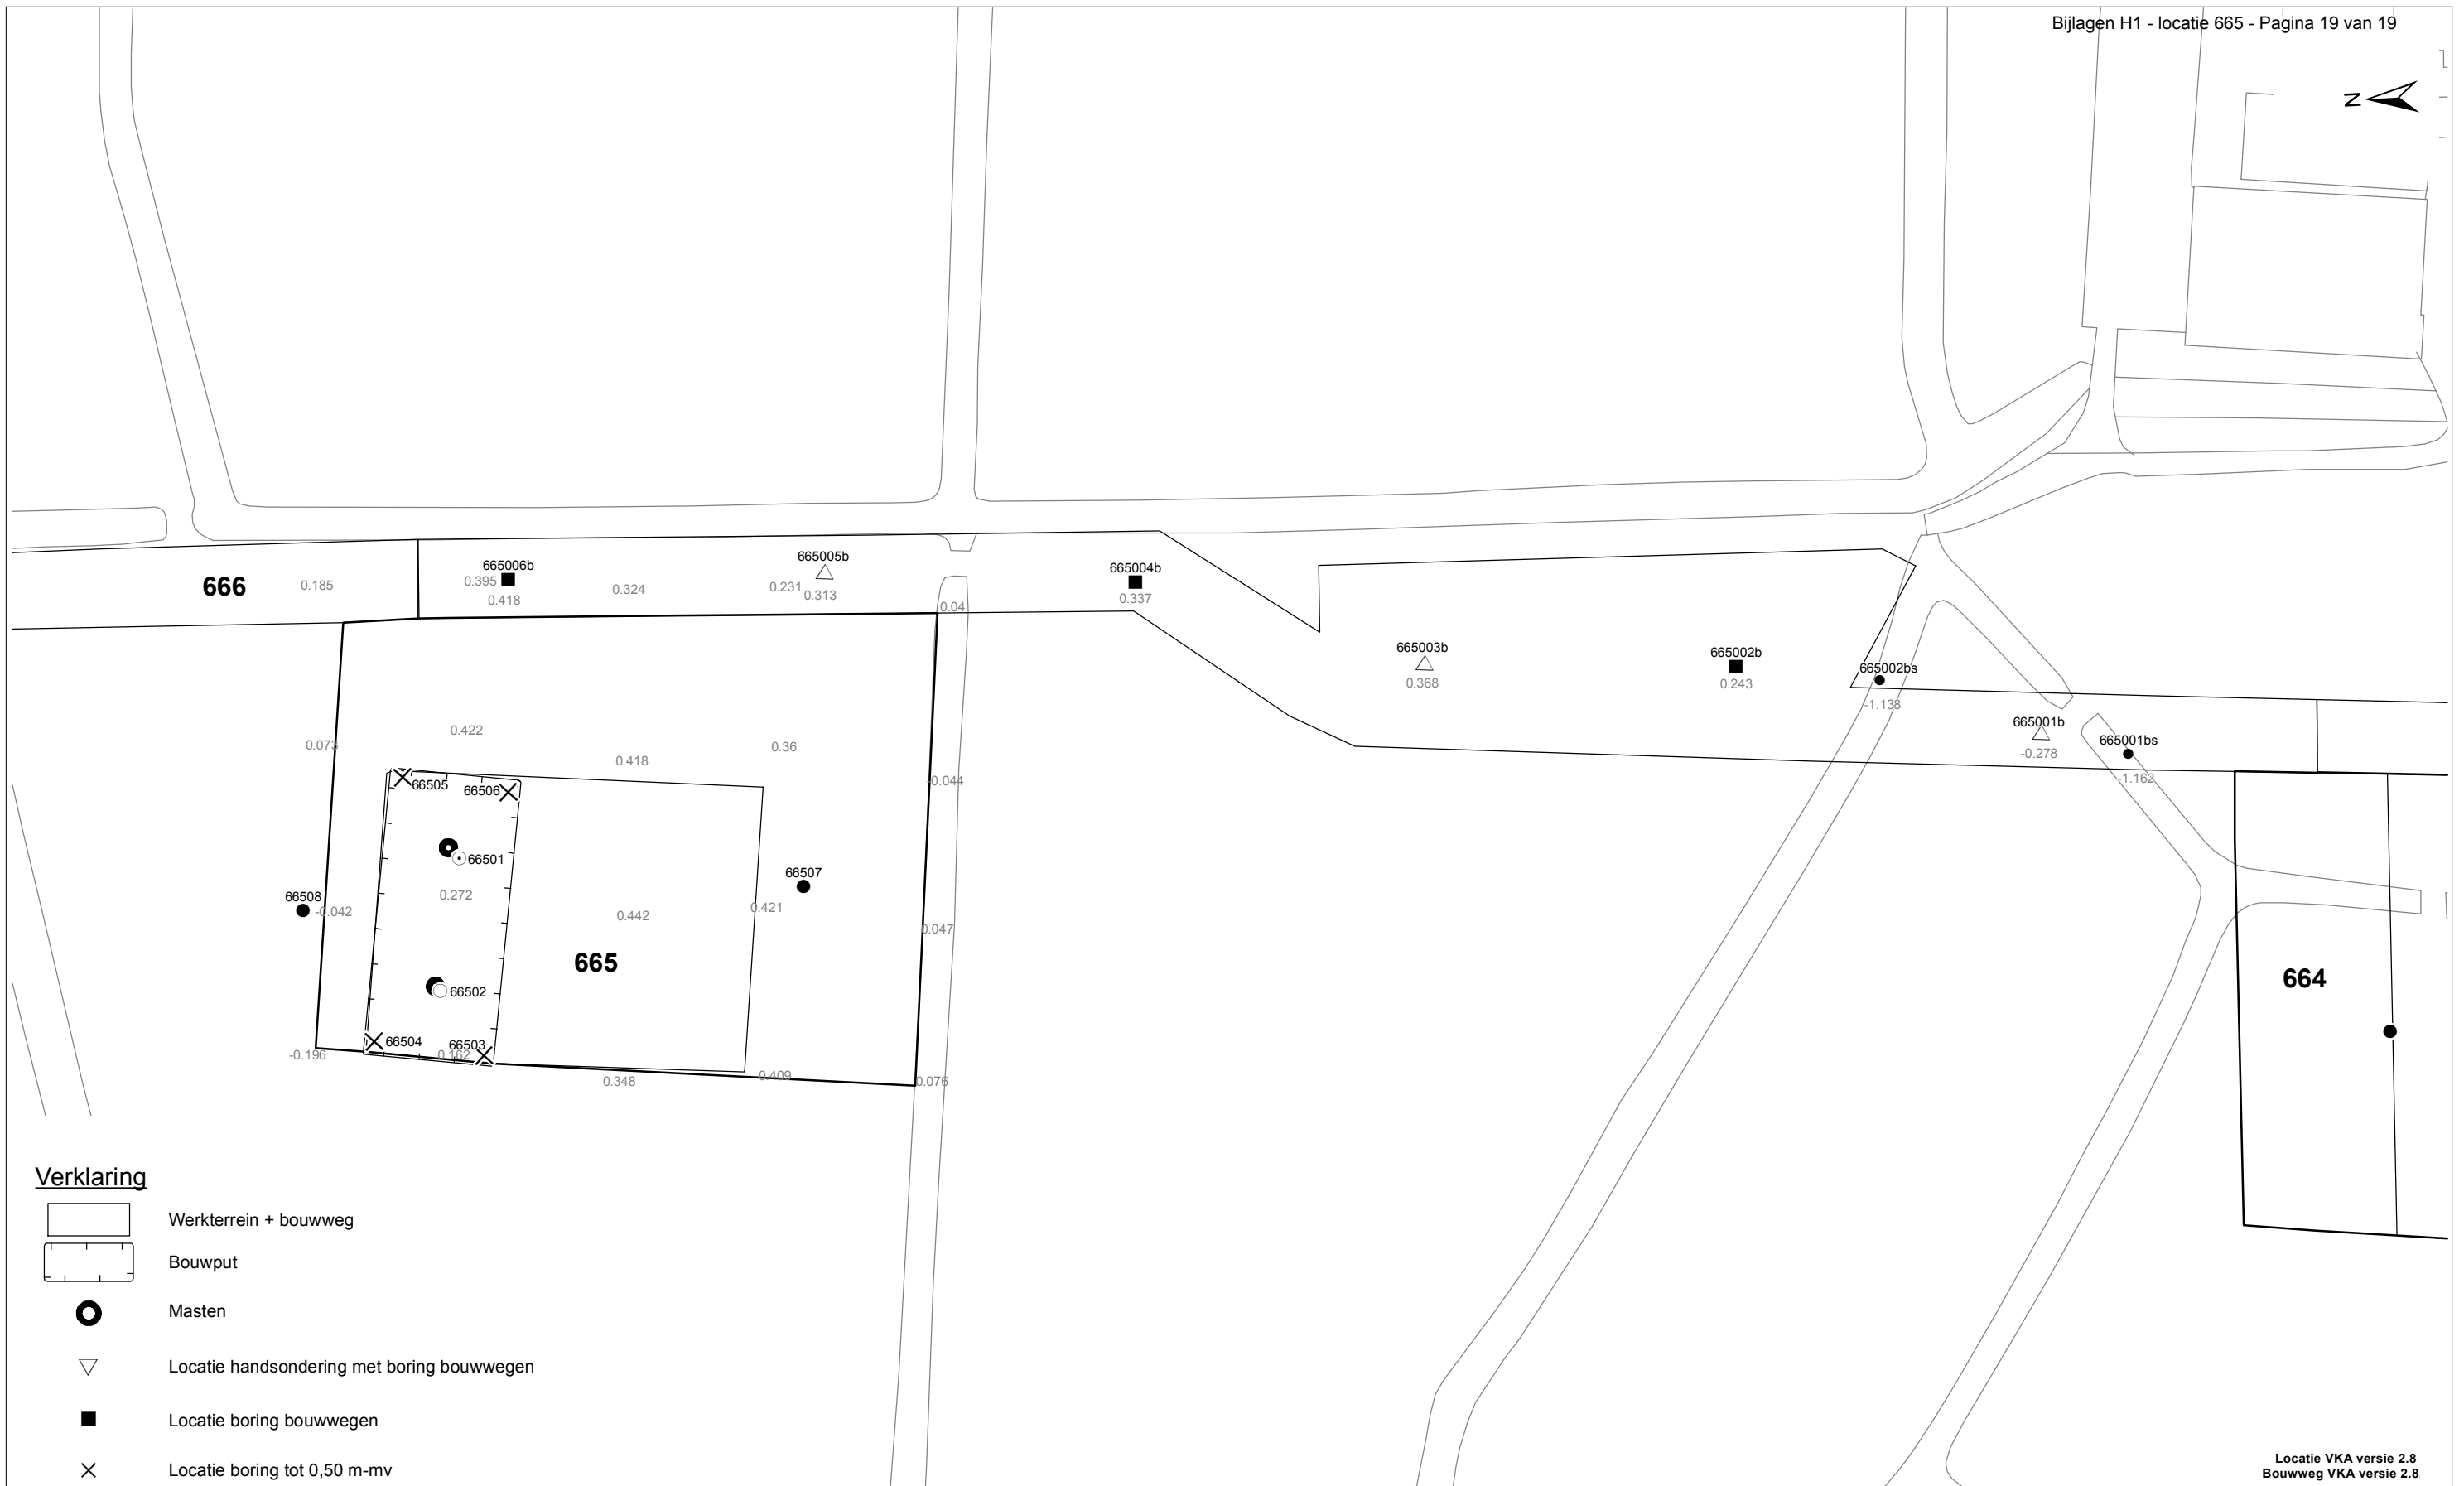 Bijlagen H1 - locatie 665 - Pagina 19 van 19
N
666
0.185
665006b
0.395
0.418
0.324
665005b
0.231
0.313
665004b
0.337
0.04
665003b
0.368
665002b
0.243
665002bs
-1.138
665001b
-0.278
665001bs
-1.162
0.073
0.422
0.418
0.36
-0.044
66505
66506
66501
0.272
66507
0.421
66508
-0.042
0.442
0.047
665
66502
66504
66503
0.162
-0.196
0.348
0.409
0.076
664
Verklaring
Werkterrein + bouwweg
Bouwput
Masten
Locatie handsondering met boring bouwwegen
Locatie boring bouwwegen
Locatie boring tot 0,50 m-mv
Locatie VKA versie 2.8
Bouwweg VKA versie 2.8